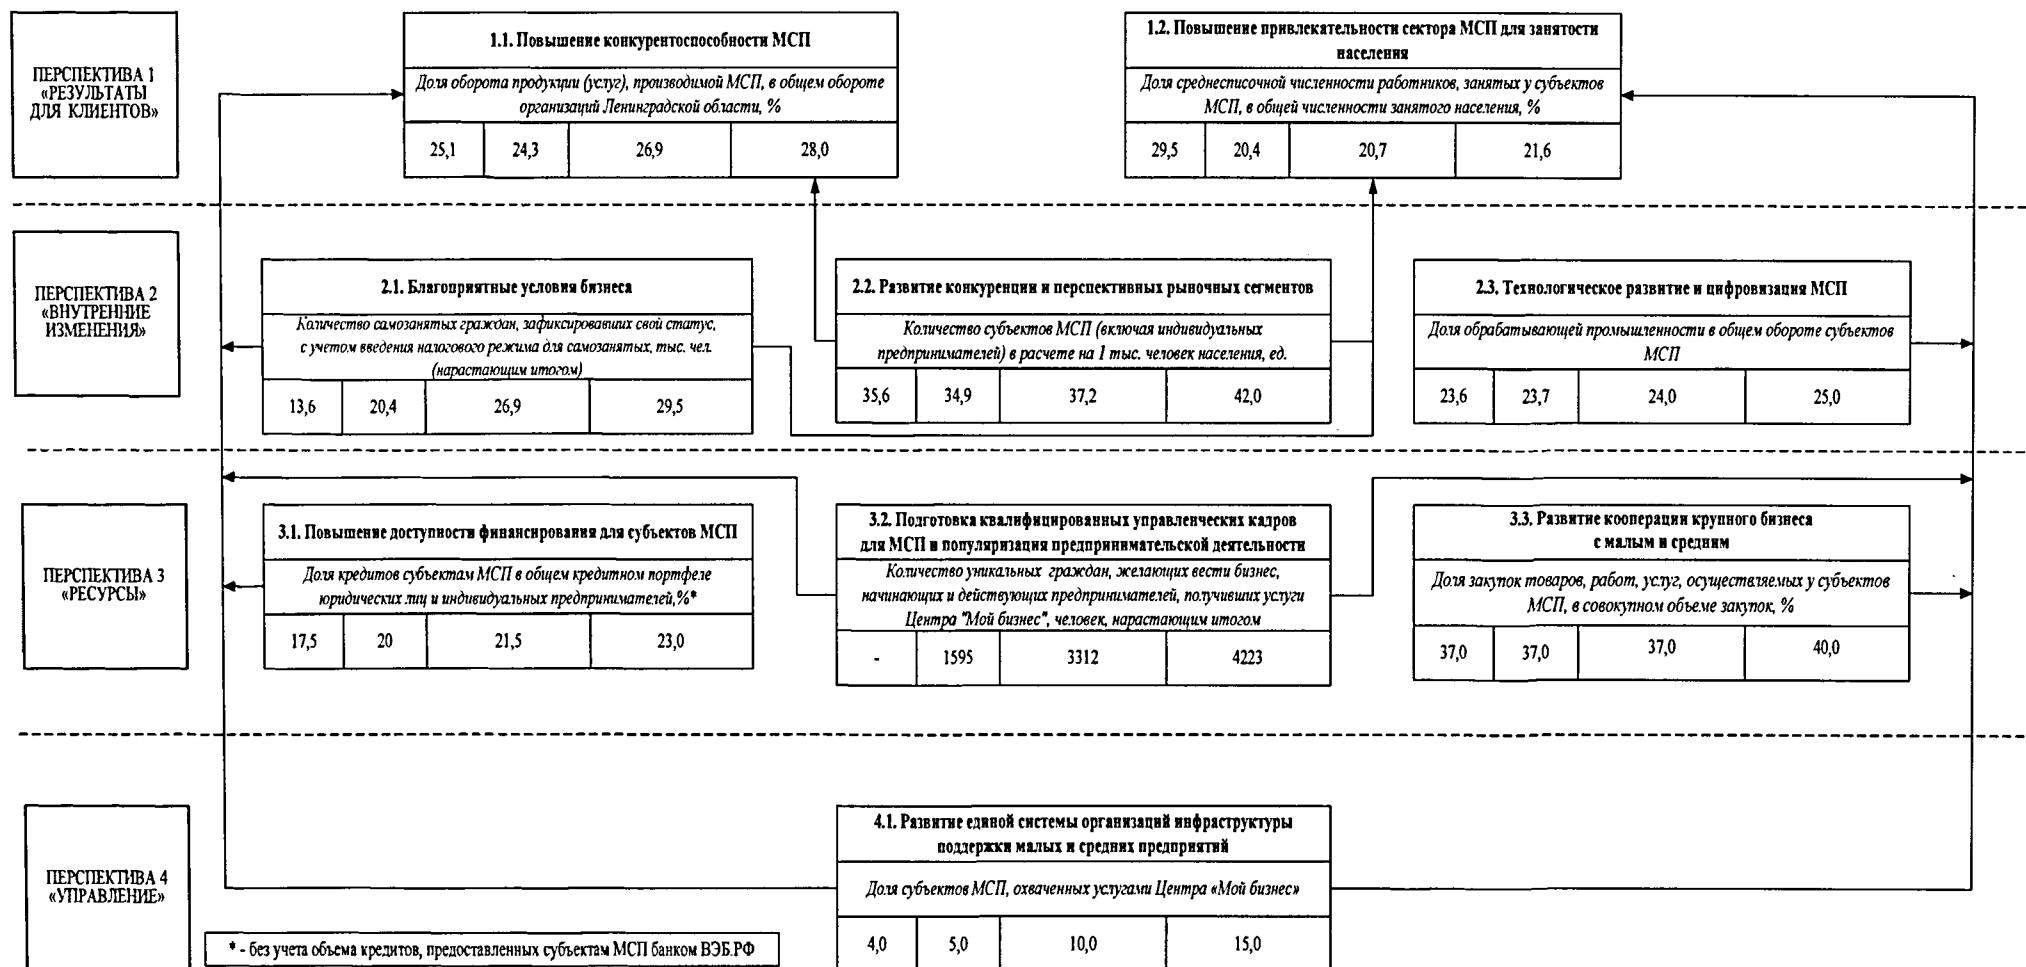 ПЕРСПЕКТИВА 1
«РЕЗУЛЬТАТЫ
ДЛЯ КЛИЕНТОВ»
1.1. Повышение конкурентоспособности МСП
Доля оборота продукции (услуг), производимой МСП, в общем обороте
организаций Ленинградской области, %
25,1 24,3 26,9 28,0
1.2. Повышение привлекательности сектора МСП для занятости
населения
Доля среднесписочной численности работников, занятых у субъектов
МСП, в общей численности занятого населения, %
29,5 20,4 20,7 21,6
ПЕРСПЕКТИВА 2
«ВНУТРЕННИЕ
ИЗМЕНЕНИЯ»
2.1. Благоприятные условия бизнеса
Количество самозанятых граждан, зафиксировавших свой статус,
с учетом введения налогового режима для самозанятых, тыс. чел.
(нарастающим итогом)
13,6 20,4 26,9 29,5
2.2. Развитие конкуренции и перспективных рыночных сегментов
Количество субъектов МСП (включая индивидуальных
предпринимателей) в расчете на 1 тыс. человек населения, ед.
35,6 34,9 37,2 42,0
2.3. Технологическое развитие и цифровизация МСП
Доля обрабатывающей промышленности в общем обороте субъектов
МСП
23,6 23,7 24,0 25,0
ПЕРСПЕКТИВА 3
«РЕСУРСЫ»
3.1. Повышение доступности финансирования для субъектов МСП
Доля кредитов субъектам МСП в общем кредитном портфеле
юридических лиц и индивидуальных предпринимателей,%*
17,5 20 21,5 23,0
3.2. Подготовка квалифицированных управленческих кадров
для МСП и популяризация предпринимательской деятельности
Количество уникальных граждан, желающих вести бизнес,
начинающих и действующих предпринимателей, получивших услуги
Центра "Мой бизнес", человек, нарастающим итогом
- 1595 3312 4223
3.3. Развитие кооперации крупного бизнеса
с малым и средним
Доля закупок товаров, работ, услуг, осуществляемых у субъектов
МСП, в совокупном объеме закупок, %
37,0 37,0 37,0 40,0
ПЕРСПЕКТИВА 4
«УПРАВЛЕНИЕ»
4.1. Развитие единой системы организаций инфраструктуры
поддержки малых и средних предприятий
Доля субъектов МСП, охваченных услугами Центра «Мой бизнес»
4,0 5,0 10,0 15,0
* - без учета объема кредитов, предоставленных субъектам МСП банком ВЭБ.РФ